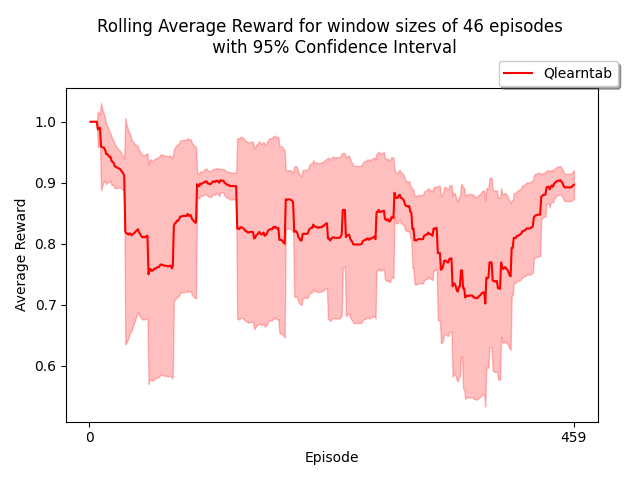 Rolling Average Reward for window sizes of 46 episodes
with 95% Confidence Interval
Qlearntab
1.0
0.9
0.8
0.7
0.6
Average Reward
0
459
Episode